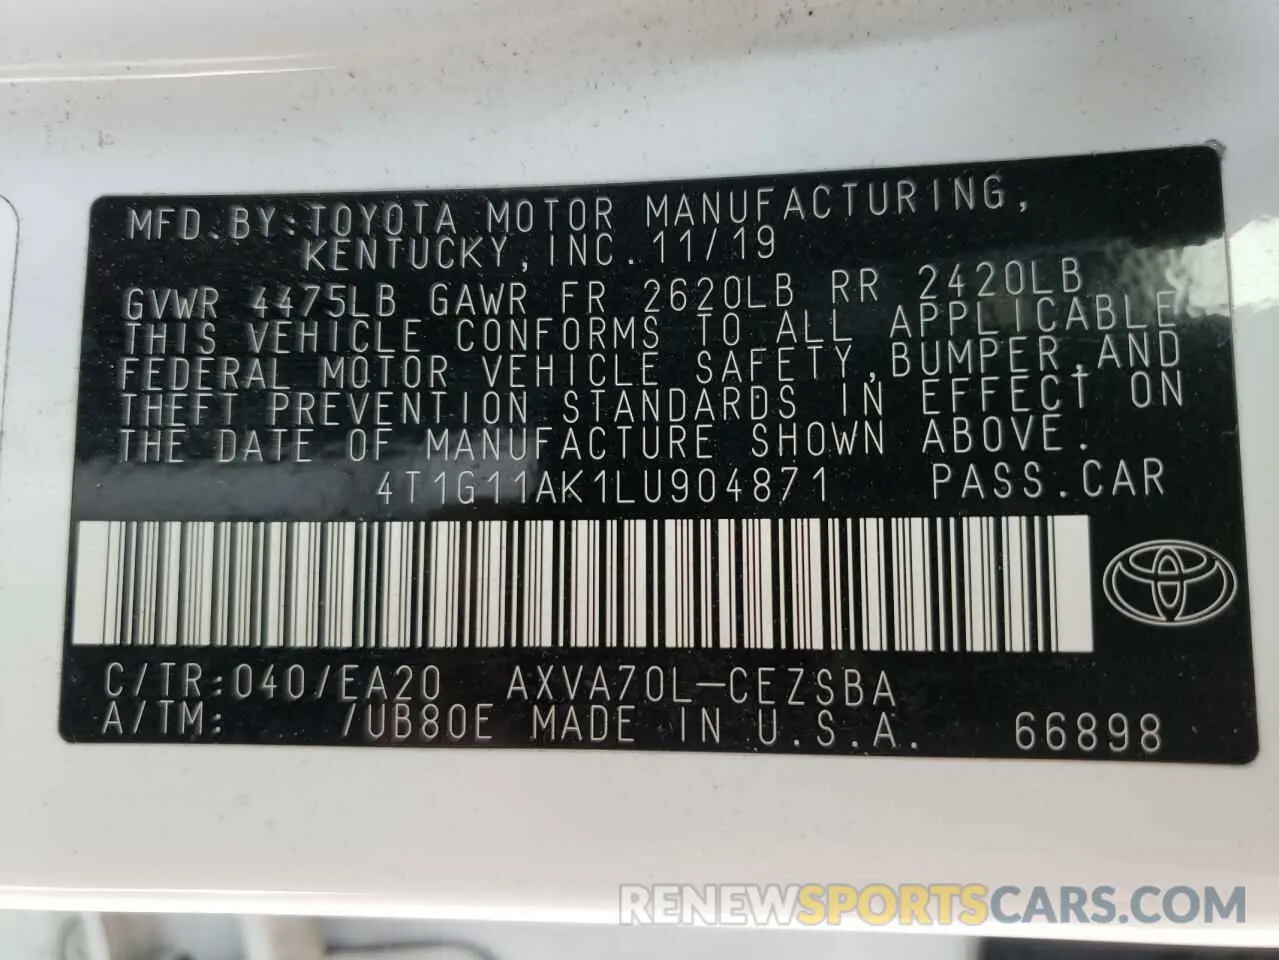 MFD.BY:TOYOTA MOTOR MANUFACTURING,
KENTUCKY,INC.11/19
GVWR 4475LB GAWR FR 2620LB RR 2420LB
THIS VEHICLE CONFORMS TO ALL APPLICABLE
FEDERAL MOTOR VEHICLE SAFETY,BUMPER,AND
THEFT PREVENTION STANDARDS IN EFFECT ON
THE DATE OF MANUFACTURE SHOWN ABOVE.
4T1G11AK1LU904871 PASS.CAR
C/TR:040/EA20 AXVA70L-CEZSBA
A/TM: /UB80E MADE IN U.S.A. 66898
RENEWSPORTSCARS.COM